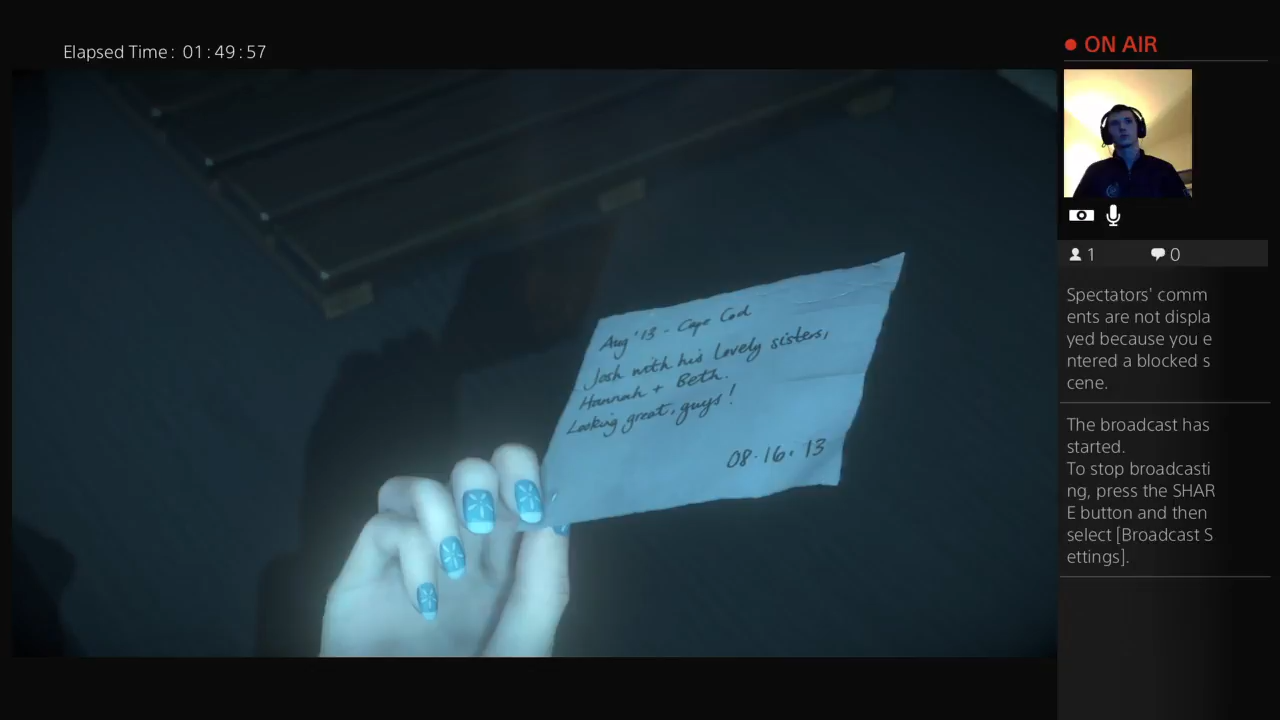 Elapsed Time: 01:49:57
ON AIR
1
0
Aug '13 - Cape Cod
Josh with his lovely sisters,
Hannah + Beth.
Looking great, guys!
08.16.13
Spectators' comm
ents are not displa
yed because you e
ntered a blocked s
cene.
The broadcast has
started.
To stop broadcasti
ng, press the SHAR
E button and then
select [Broadcast S
ettings].